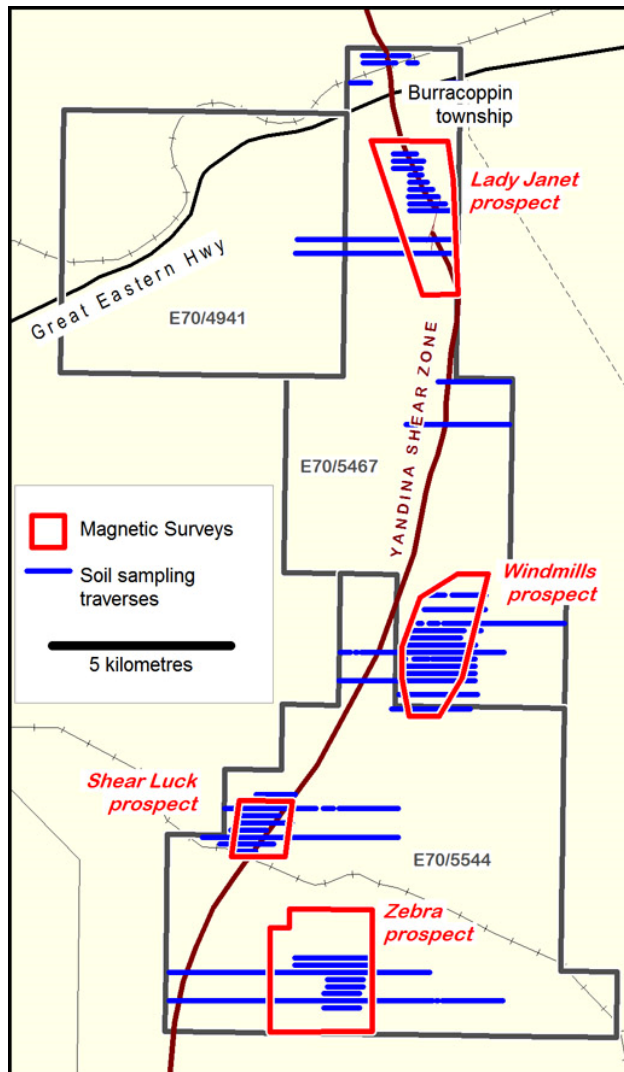 Burracoppin
township
Lady Janet
prospect
Great Eastern Hwy
E70/4941
YANDINA SHEAR ZONE
E70/5467
Magnetic Surveys
Soil sampling
traverses
5 kilometres
Windmills
prospect
Shear Luck
prospect
E70/5544
Zebra
prospect